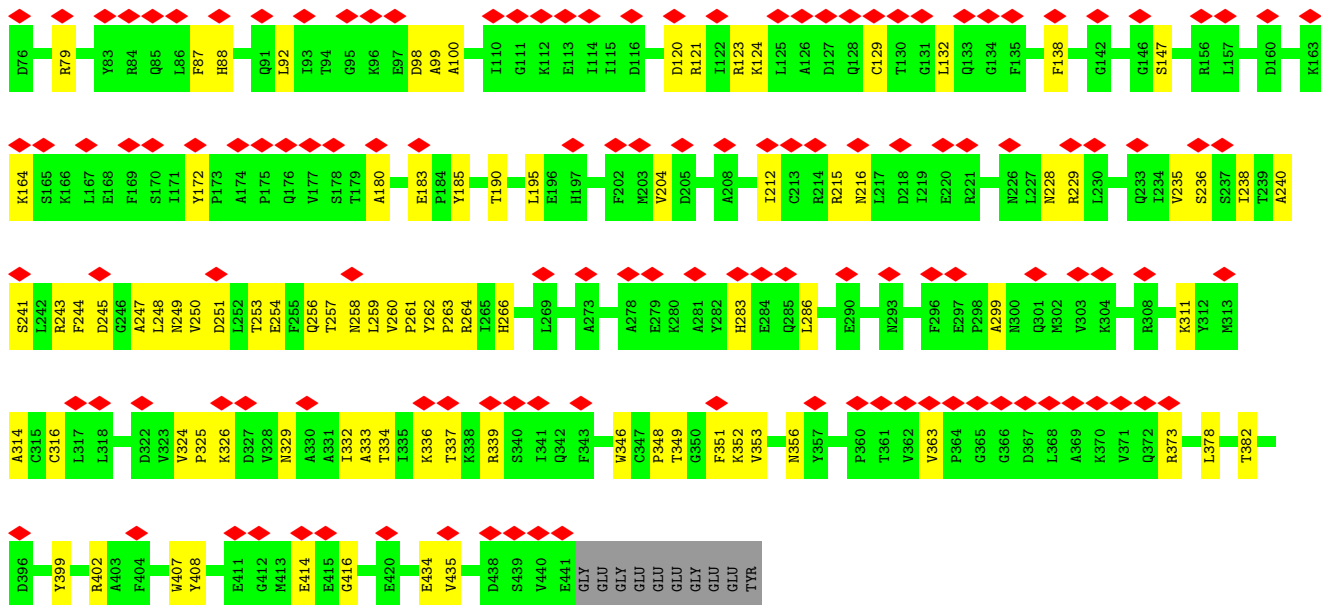 D76 R79 Y83 R84 Q85 L86 F87 H88 Q91 L92 I93 T94 G95 K96 E97 D98 A99 A100 I110 G111 K112 E113 I114 I115 D116 D120 R121 I122 R123 K124 L125 A126 D127 Q128 C129 T130 G131 L132 Q133 G134 F135 F138 G142 G146 S147 R156 L157 D160 K163
K164 S165 K166 L167 E168 F169 S170 I171 Y172 P173 A174 P175 Q176 V177 S178 T179 A180 E183 P184 Y185 T190 L195 E196 H197 F202 M203 V204 D205 A208 I212 C213 R214 R215 N216 L217 D218 I219 E220 R221 N226 L227 N228 R229 L230 Q233 I234 V235 S236 S237 I238 T239 A240
S241 L242 R243 F244 D245 G246 A247 L248 N249 V250 D251 L252 T253 E254 F255 Q256 T257 N258 L259 V260 P261 Y262 P263 R264 I265 H266 L269 A273 A278 E279 K280 A281 Y282 H283 E284 Q285 L286 E290 N293 F296 E297 P298 A299 N300 Q301 M302 V303 K304 R308 K311 Y312 M313
A314 C315 C316 L317 L318 D322 V323 V324 P325 K326 D327 V328 N329 A330 A331 I332 A333 T334 I335 K336 T337 K338 R339 S340 I341 Q342 F343 W346 C347 P348 T349 G350 F351 K352 V353 N356 Y357 P360 T361 V362 V363 P364 G365 G366 D367 L368 A369 K370 V371 Q372 R373 L378 T382
D396 Y399 R402 A403 F404 W407 Y408 E411 G412 M413 E414 E415 G416 E420 E434 V435 D438 S439 V440 E441 GLY GLU GLY GLU GLU GLU GLY GLU GLU TYR